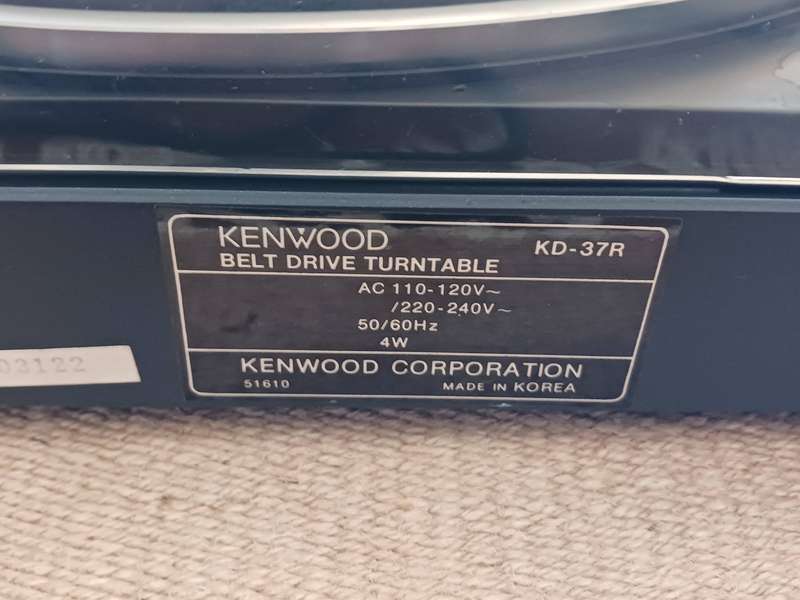 KENWOOD KD-37R
BELT DRIVE TURNTABLE
AC 110-120V~
/220-240V~
50/60Hz
4W
KENWOOD CORPORATION
51610 MADE IN KOREA
03122